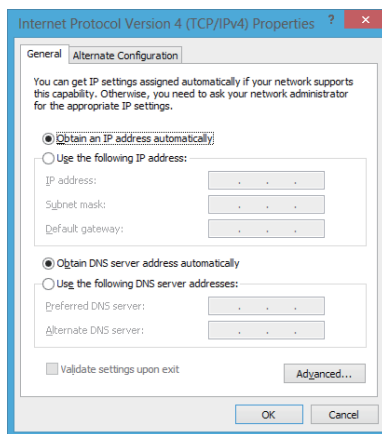 Internet Protocol Version 4 (TCP/IPv4) Properties ? ×
General Alternate Configuration
You can get IP settings assigned automatically if your network supports
this capability. Otherwise, you need to ask your network administrator
for the appropriate IP settings.
Obtain an IP address automatically
Use the following IP address:
IP address: . . .
Subnet mask: . . .
Default gateway: . . .
Obtain DNS server address automatically
Use the following DNS server addresses:
Preferred DNS server: . . .
Alternate DNS server: . . .
Validate settings upon exit
Advanced...
OK Cancel